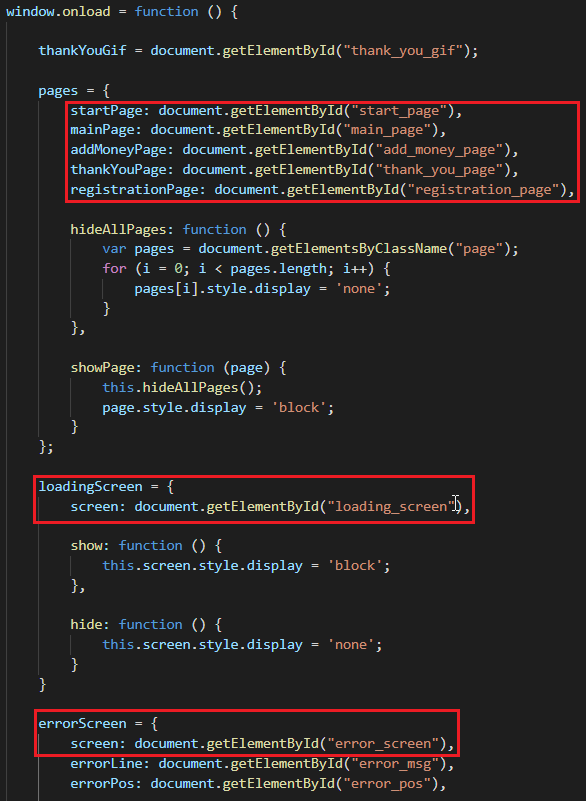 window.onload = function () {
thankYouGif = document.getElementById("thank_you_gif");
pages = {
startPage: document.getElementById("start_page"),
mainPage: document.getElementById("main_page"),
addMoneyPage: document.getElementById("add_money_page"),
thankYouPage: document.getElementById("thank_you_page"),
registrationPage: document.getElementById("registration_page"),
hideAllPages: function () {
var pages = document.getElementsByClassName("page");
for (i = 0; i < pages.length; i++) {
pages[i].style.display = 'none';
}
},
showPage: function (page) {
this.hideAllPages();
page.style.display = 'block';
}
};
loadingScreen = {
screen: document.getElementById("loading_screen"),
show: function () {
this.screen.style.display = 'block';
},
hide: function () {
this.screen.style.display = 'none';
}
}
errorScreen = {
screen: document.getElementById("error_screen"),
errorLine: document.getElementById("error_msg"),
errorPos: document.getElementById("error_pos"),